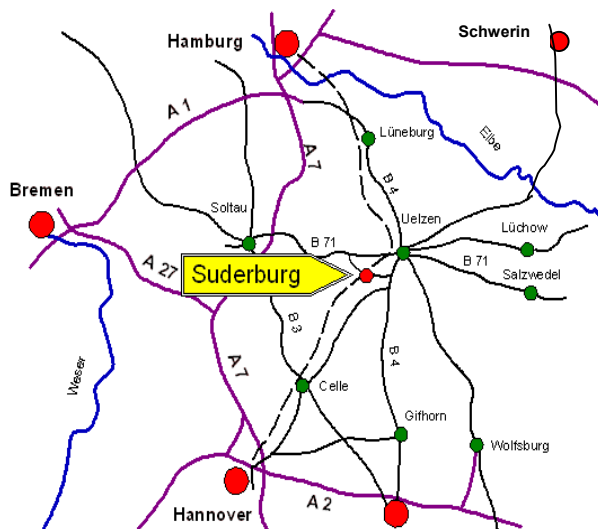 Schwerin
Hamburg
A 1
Lüneburg
Elbe
A 7
B 4
Bremen
Soltau
Uelzen
Lüchow
B 71
B 71
A 27
Suderburg
Salzwedel
B 3
Weser
A 7
B 4
Celle
Gifhorn
Wolfsburg
Hannover
A 2